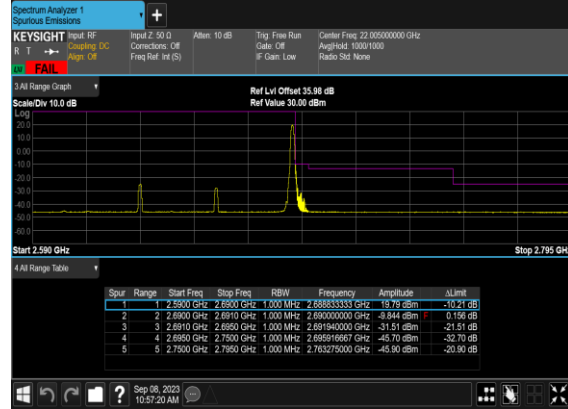 Spectrum Analyzer 1
Spurious Emissions
KEYSIGHT Input: RF Input Z: 50 Ω Atten: 10 dB Trig: Free Run Center Freq: 22.005000000 GHz
R T Coupling: DC Corrections: Off Gate: Off Avg|Hold: 1000/1000
Align: Off Freq Ref: Int (S) IF Gain: Low Radio Std: None
LM FAIL
3 All Range Graph
Ref Lvl Offset 35.98 dB
Scale/Div 10.0 dB Ref Value 30.00 dBm
Log
20.0
10.0
0.00
-10.0
-20.0
-30.0
-40.0
-50.0
-60.0
Start 2.590 GHz Stop 2.795 GHz
4 All Range Table
Spur Range Start Freq Stop Freq RBW Frequency Amplitude ΔLimit
1 1 2.5900 GHz 2.6900 GHz 1.000 MHz 2.688833333 GHz 19.79 dBm -10.21 dB
2 2 2.6900 GHz 2.6910 GHz 1.000 MHz 2.690000000 GHz -9.844 dBm F 0.156 dB
3 3 2.6910 GHz 2.6950 GHz 1.000 MHz 2.691940000 GHz -31.51 dBm -21.51 dB
4 4 2.6950 GHz 2.7500 GHz 1.000 MHz 2.695916667 GHz -45.70 dBm -32.70 dB
5 5 2.7500 GHz 2.7950 GHz 1.000 MHz 2.763275000 GHz -45.90 dBm -20.90 dB
? Sep 08, 2023
10:57:20 AM